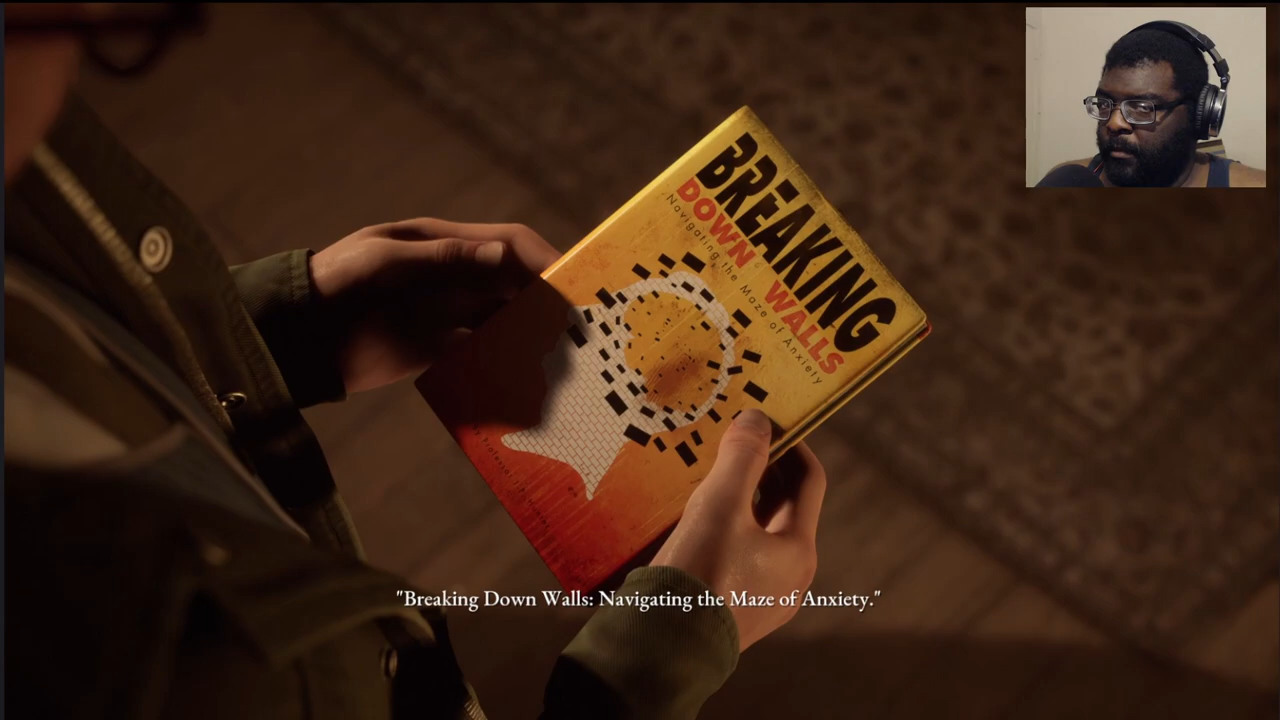 BREAKING
DOWN WALLS
Navigating the Maze of Anxiety
"Breaking Down Walls: Navigating the Maze of Anxiety."